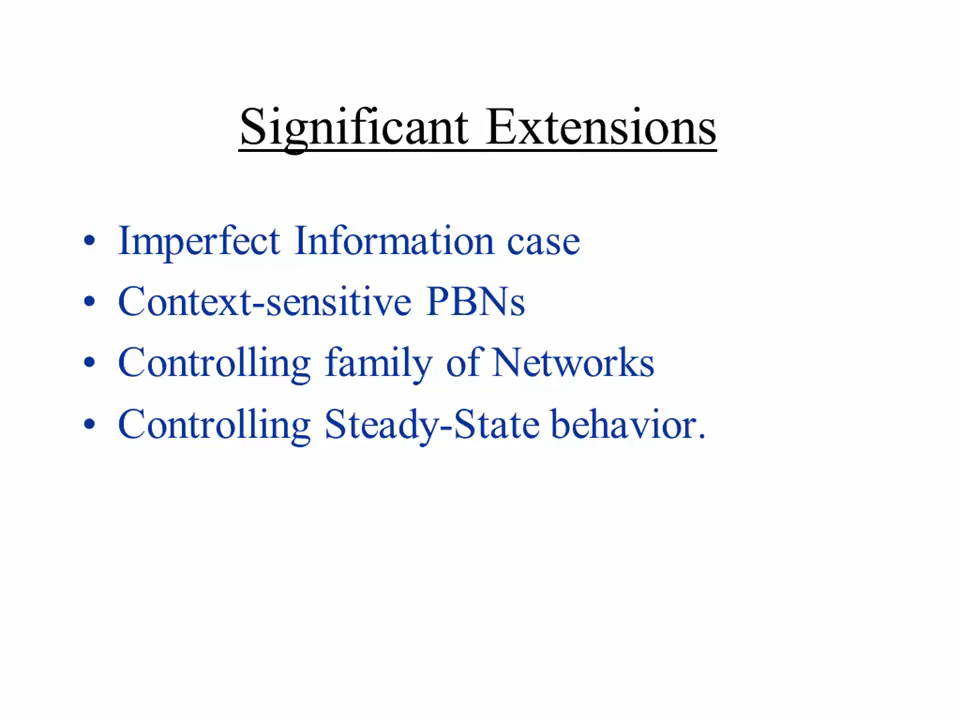 Significant Extensions
• Imperfect Information case
• Context-sensitive PBNs
• Controlling family of Networks
• Controlling Steady-State behavior.